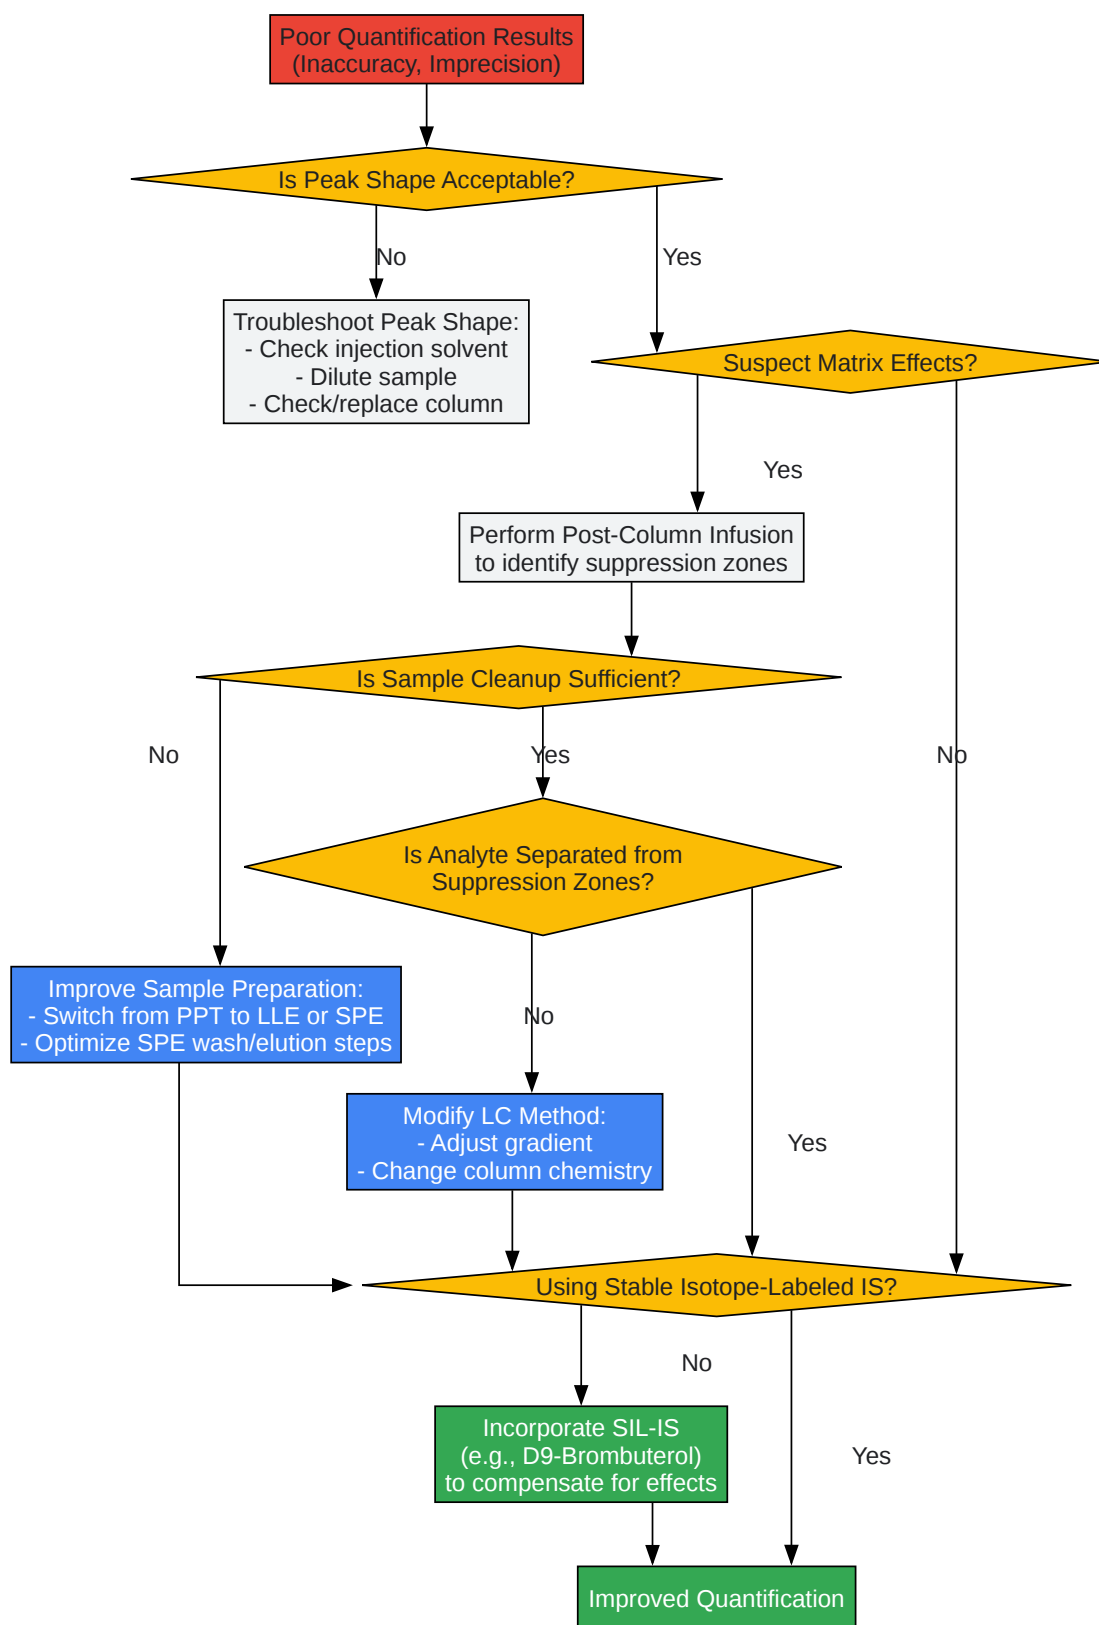 Poor Quantification Results
(Inaccuracy, Imprecision)
Is Peak Shape Acceptable?
No
Yes
Troubleshoot Peak Shape:
- Check injection solvent
- Dilute sample
- Check/replace column
Suspect Matrix Effects?
Yes
Perform Post-Column Infusion
to identify suppression zones
Is Sample Cleanup Sufficient?
No
Yes
No
Is Analyte Separated from
Suppression Zones?
Improve Sample Preparation:
- Switch from PPT to LLE or SPE
- Optimize SPE wash/elution steps
No
Modify LC Method:
- Adjust gradient
- Change column chemistry
Yes
Using Stable Isotope-Labeled IS?
No
Incorporate SIL-IS
(e.g., D9-Brombuterol)
to compensate for effects
Yes
Improved Quantification